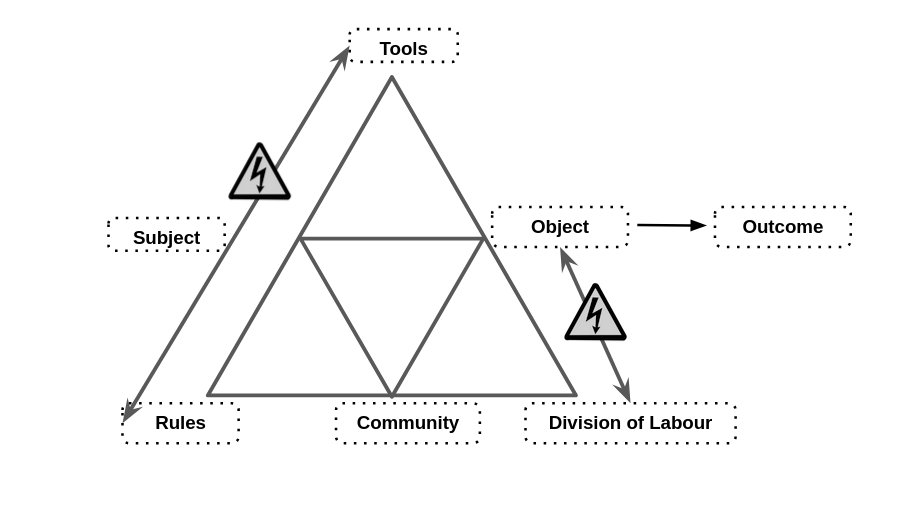 Tools
Subject
Object
Outcome
Rules
Community
Division of Labour